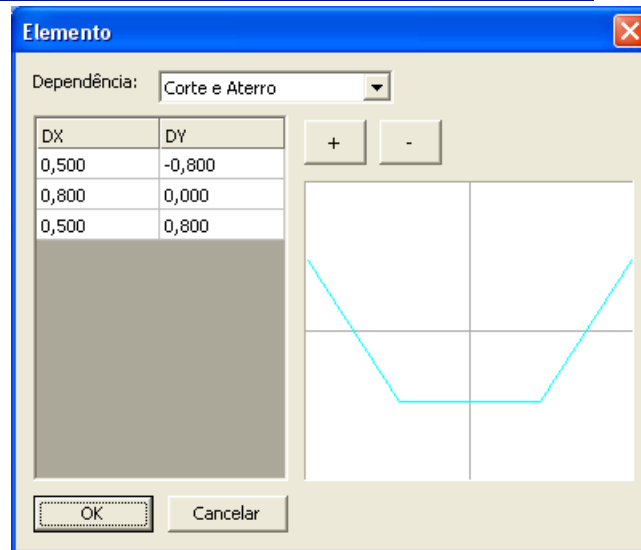 Elemento
Dependência: Corte e Aterro
DX DY
0,500 -0,800
0,800 0,000
0,500 0,800
+ -
OK Cancelar